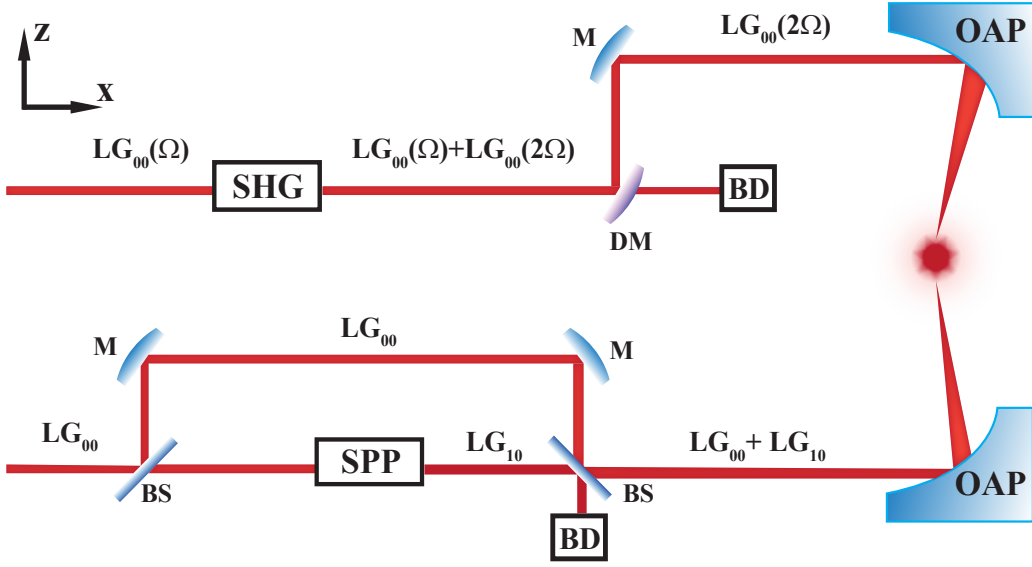 z
x
M
LG₀₀(2Ω)
OAP
LG₀₀(Ω)
LG₀₀(Ω)+LG₀₀(2Ω)
SHG
BD
DM
M
LG₀₀
M
LG₀₀
SPP
LG₁₀
LG₀₀+ LG₁₀
OAP
BS
BS
BD